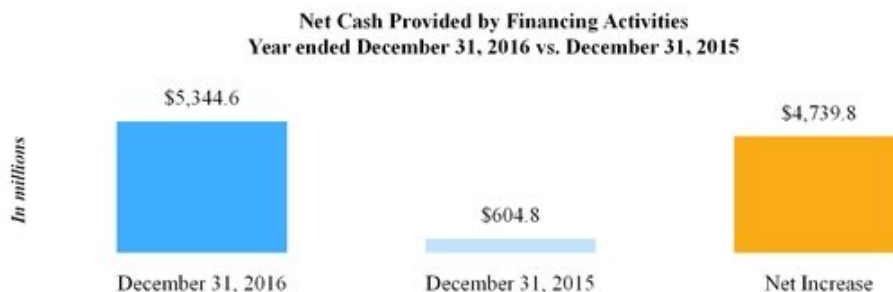 Net Cash Provided by Financing Activities
Year ended December 31, 2016 vs. December 31, 2015
$5,344.6
$4,739.8
$604.8
In millions
December 31, 2016
December 31, 2015
Net Increase